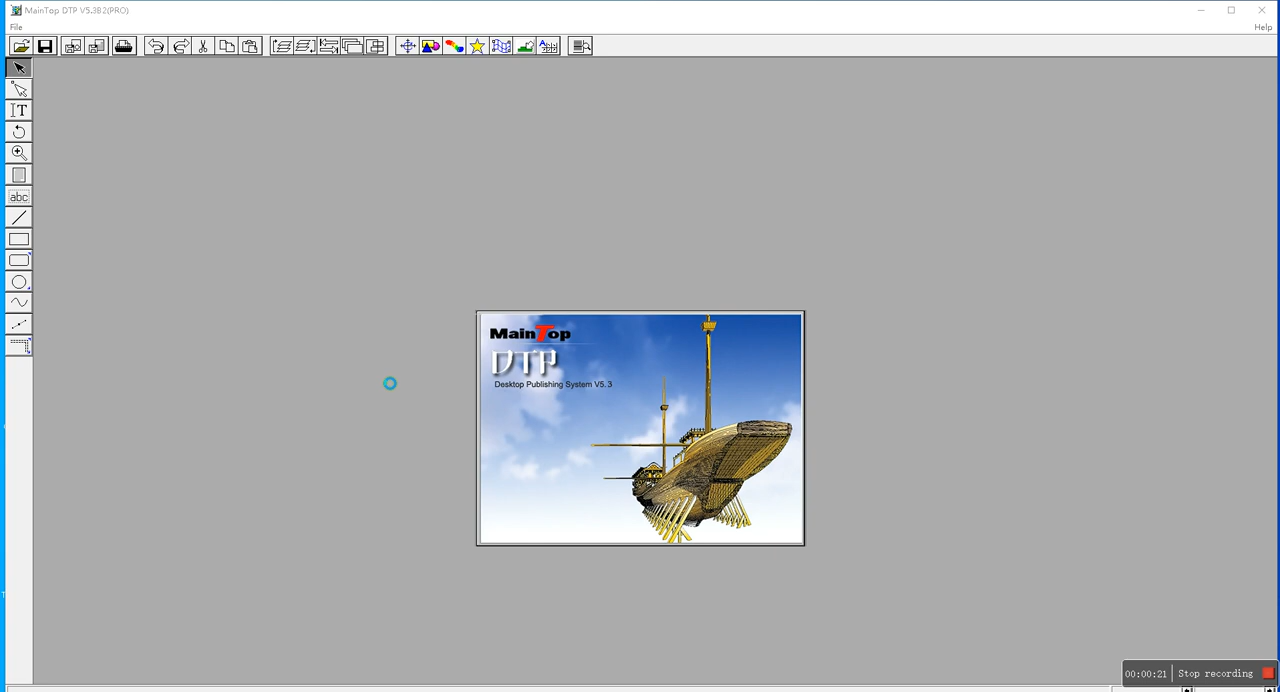 MainTop DTP V5.3B2(PRO)
File
Help
T
abc
MainTop
DTP
Desktop Publishing System V5.3
00:00:21
Stop recording